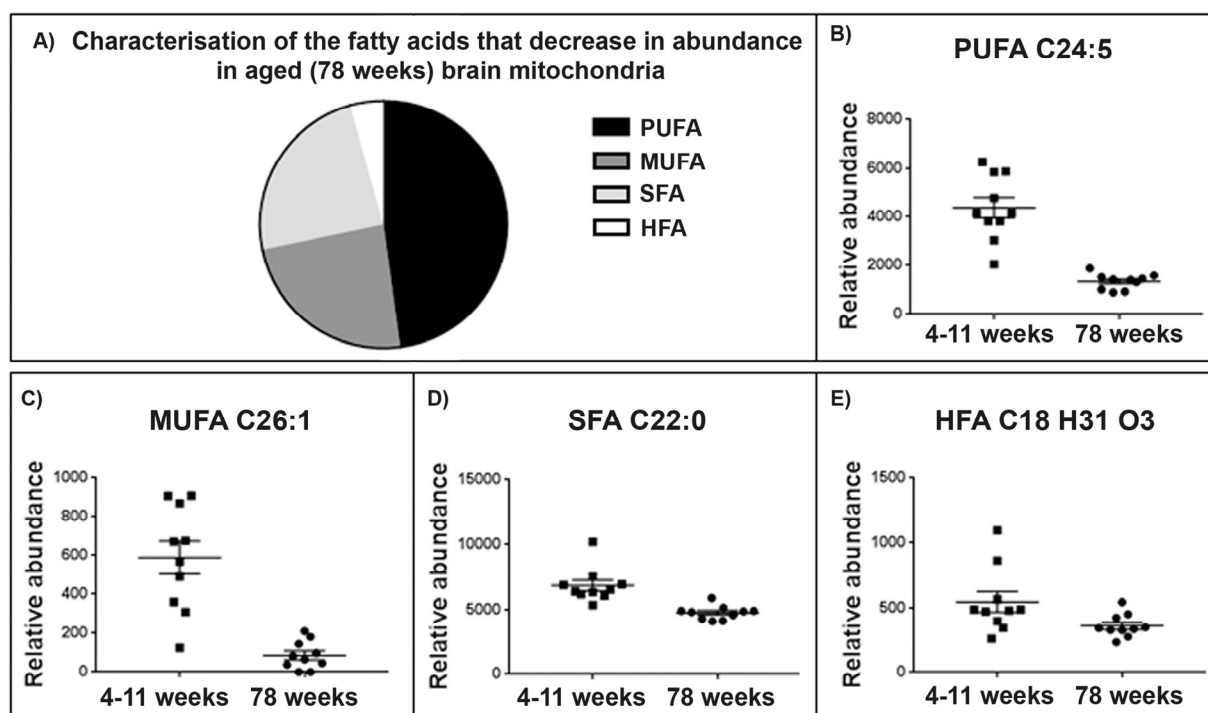 A) Characterisation of the fatty acids that decrease in abundance
in aged (78 weeks) brain mitochondria
PUFA
MUFA
SFA
HFA
B)
PUFA C24:5
Relative abundance
8000
6000
4000
2000
0
4-11 weeks 78 weeks
C)
MUFA C26:1
Relative abundance
1000
800
600
400
200
0
4-11 weeks 78 weeks
D)
SFA C22:0
Relative abundance
15000
10000
5000
0
4-11 weeks 78 weeks
E)
HFA C18 H31 O3
Relative abundance
1500
1000
500
0
4-11 weeks 78 weeks